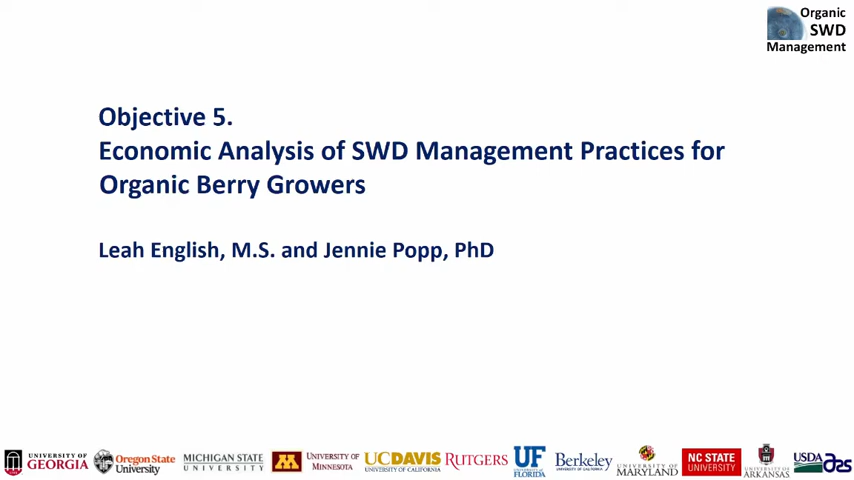 Organic
SWD
Management
Objective 5.
Economic Analysis of SWD Management Practices for
Organic Berry Growers
Leah English, M.S. and Jennie Popp, PhD
UNIVERSITY OF
GEORGIA
Oregon State
University
MICHIGAN STATE
UNIVERSITY
M
UNIVERSITY OF
MINNESOTA
UCDAVIS
UNIVERSITY OF CALIFORNIA
RUTGERS
UF
UNIVERSITY of
FLORIDA
Berkeley
UNIVERSITY OF CALIFORNIA
UNIVERSITY OF
MARYLAND
NC STATE
UNIVERSITY
UNIVERSITY OF
ARKANSAS
USDA
ars